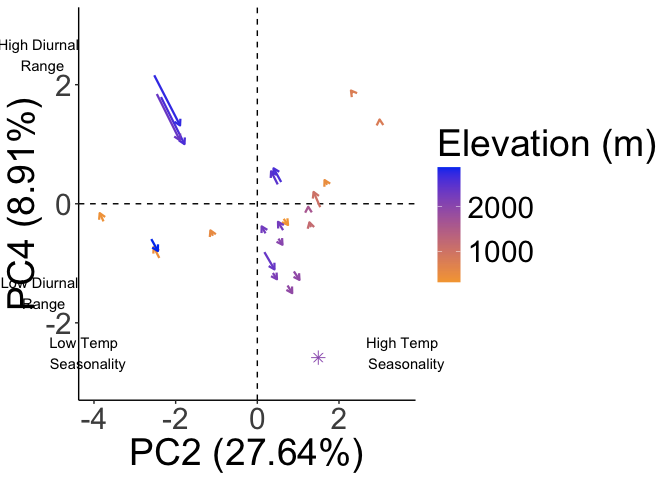 High Diurnal
Range
2
0
-2
PC4 (8.91%)
Low Diurnal
Range
Low Temp
Seasonality
High Temp
Seasonality
-4
-2
0
2
PC2 (27.64%)
Elevation (m)
2000
1000